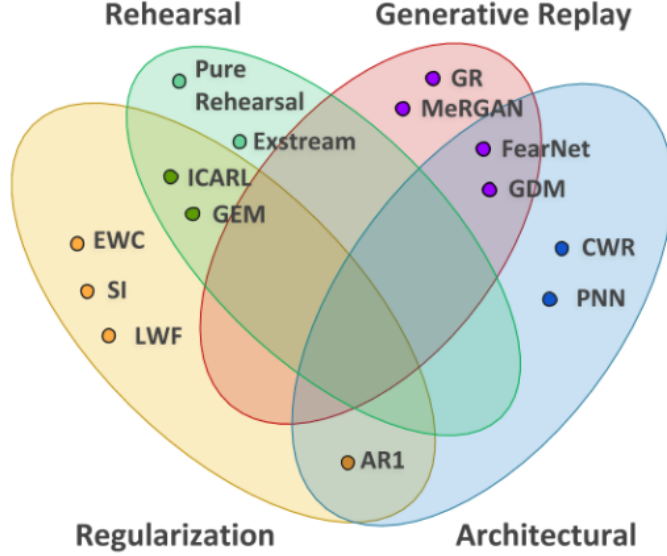 Rehearsal
Generative Replay
Pure
Rehearsal
GR
MeRGAN
Exstream
FearNet
ICARL
GDM
GEM
EWC
CWR
SI
PNN
LWF
AR1
Regularization
Architectural